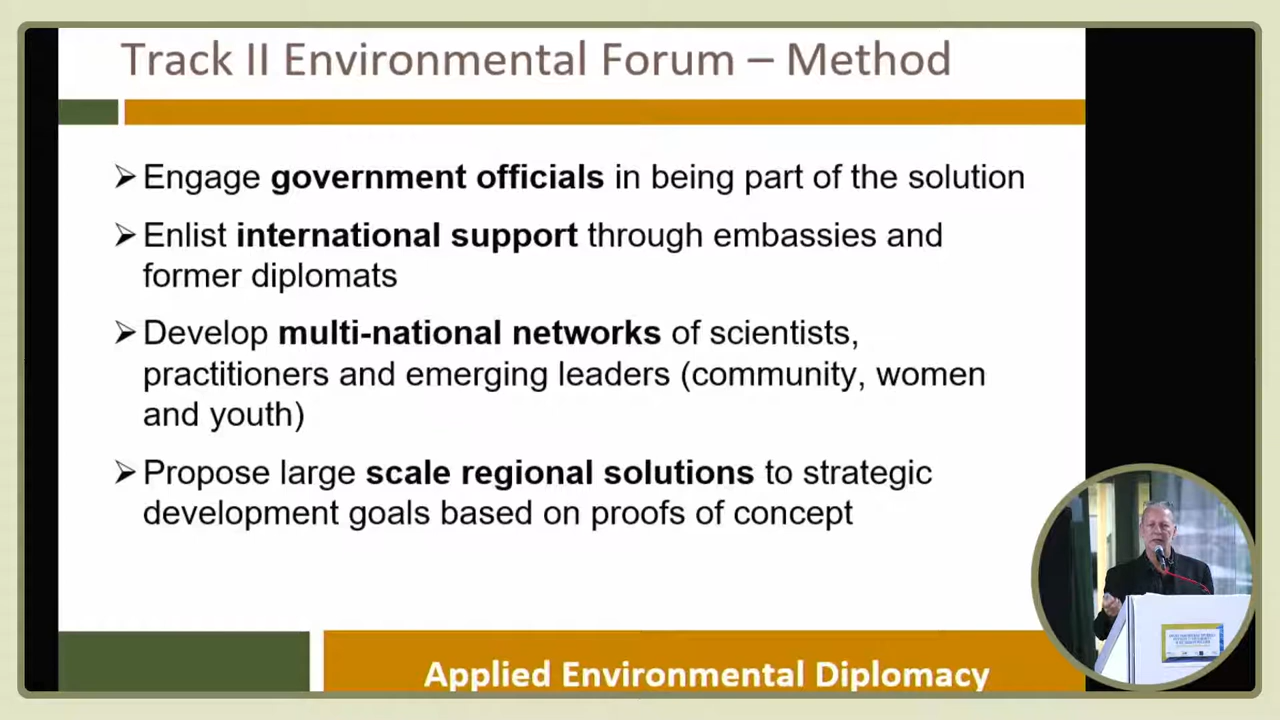 Track II Environmental Forum – Method
➢ Engage government officials in being part of the solution
➢ Enlist international support through embassies and
former diplomats
➢ Develop multi-national networks of scientists,
practitioners and emerging leaders (community, women
and youth)
➢ Propose large scale regional solutions to strategic
development goals based on proofs of concept
Applied Environmental Diplomacy